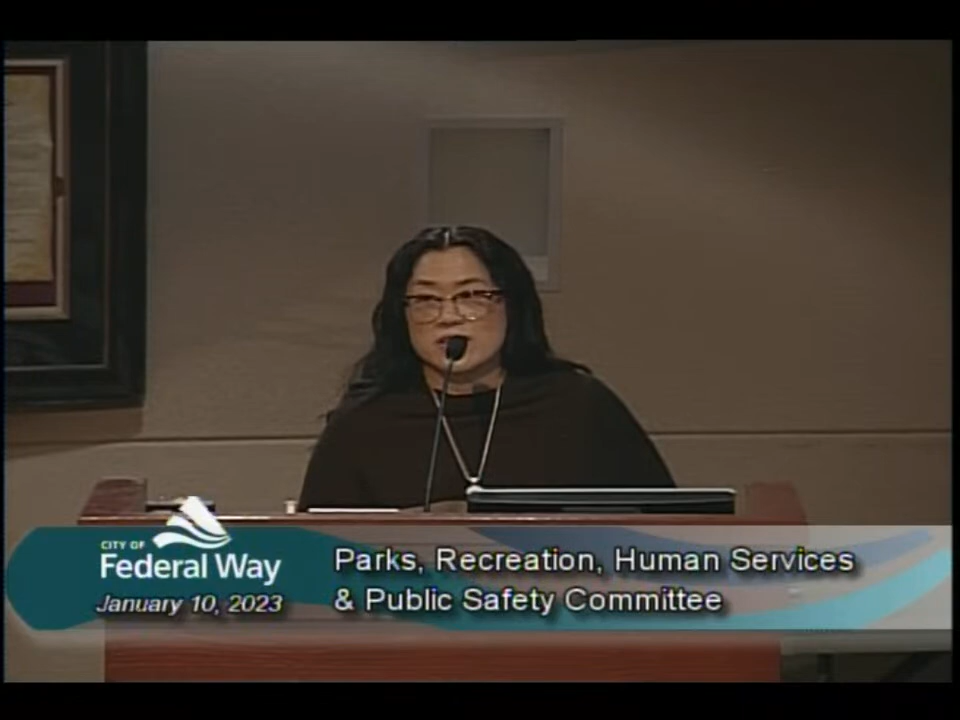 CITY OF
Federal Way
January 10, 2023
Parks, Recreation, Human Services
& Public Safety Committee